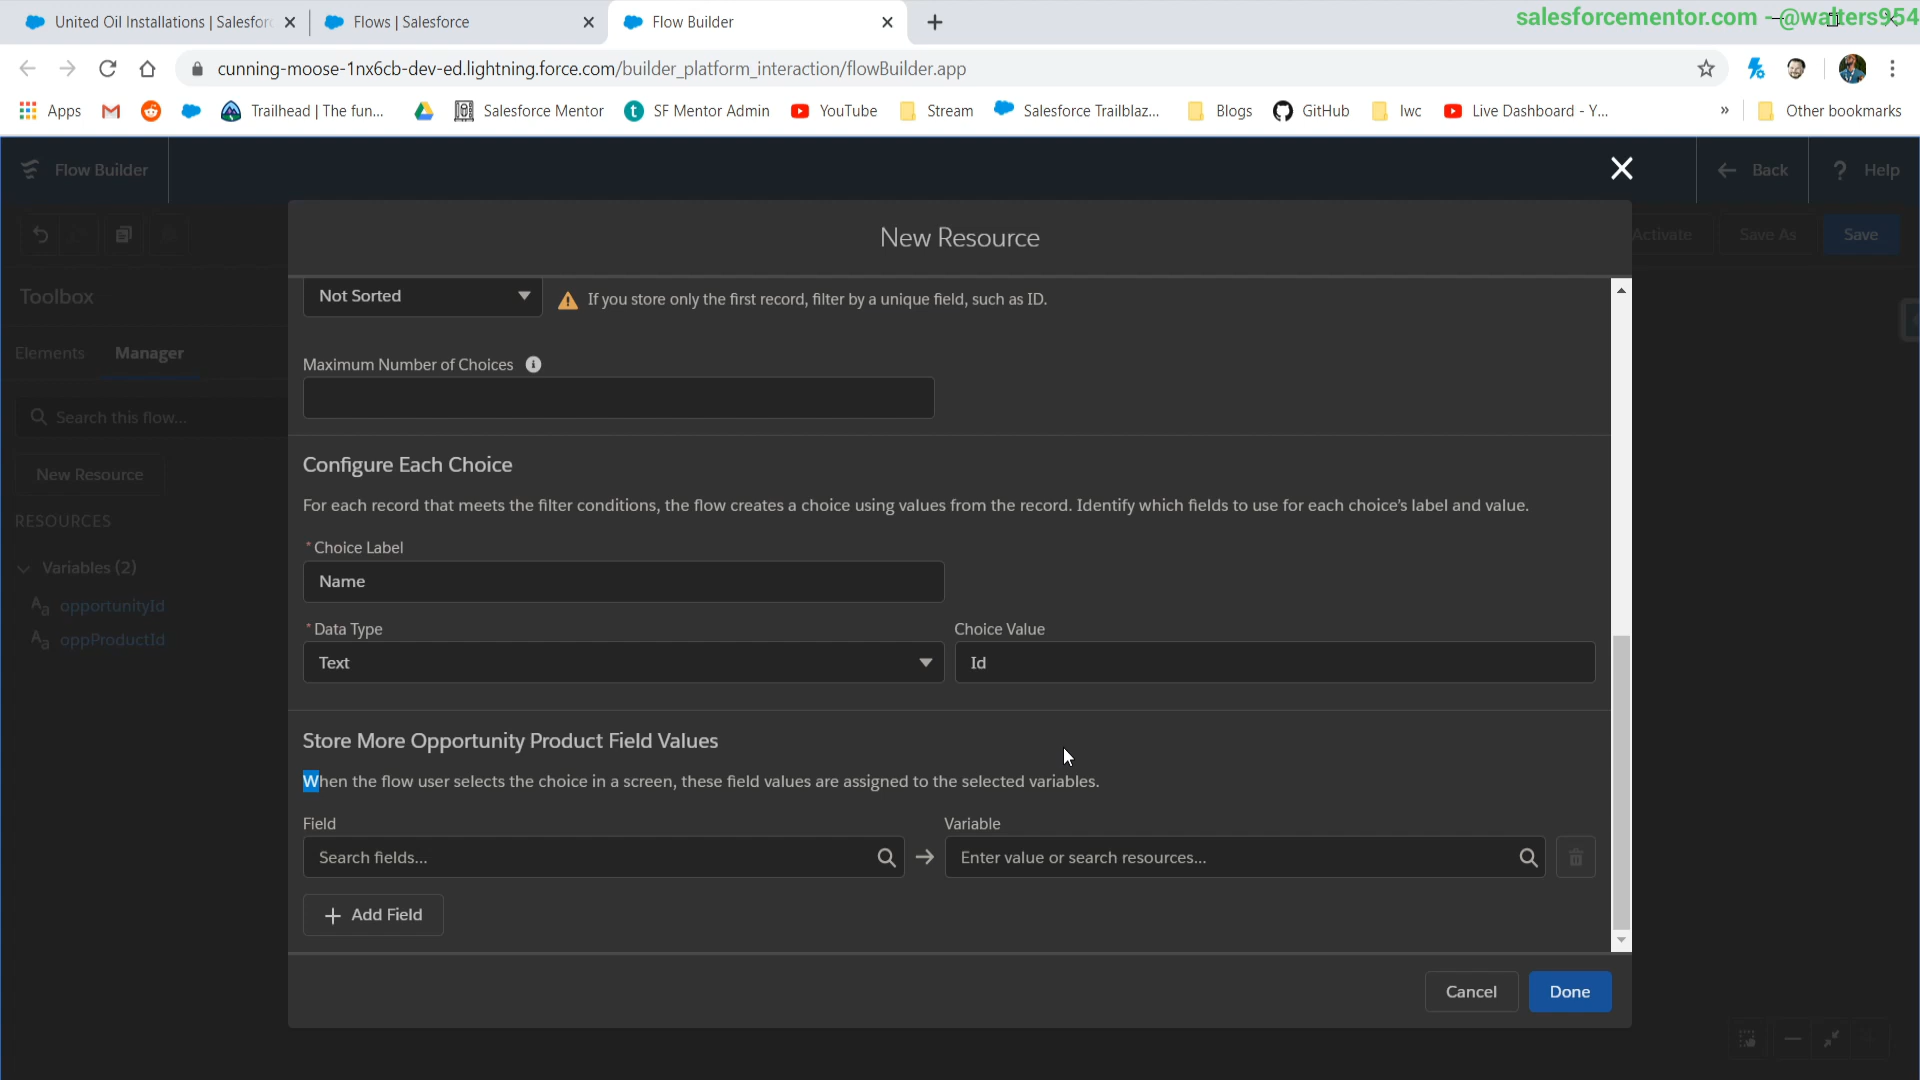 United Oil Installations | Salesforc
Flows | Salesforce
Flow Builder
salesforcementor.com - @walters954
cunning-moose-1nx6cb-dev-ed.lightning.force.com/builder_platform_interaction/flowBuilder.app
Apps
Trailhead | The fun...
Salesforce Mentor
SF Mentor Admin
YouTube
Stream
Salesforce Trailblaz...
Blogs
GitHub
lwc
Live Dashboard - Y...
»
Other bookmarks
Flow Builder
Back
? Help
New Resource
Activate
Save As
Save
Toolbox
Elements
Manager
Search this flow...
New Resource
RESOURCES
Variables (2)
Aa opportunityId
Aa oppProductId
Not Sorted
If you store only the first record, filter by a unique field, such as ID.
Maximum Number of Choices
Configure Each Choice
For each record that meets the filter conditions, the flow creates a choice using values from the record. Identify which fields to use for each choice's label and value.
* Choice Label
Name
* Data Type
Choice Value
Text
Id
Store More Opportunity Product Field Values
When the flow user selects the choice in a screen, these field values are assigned to the selected variables.
Field
Variable
Search fields...
Enter value or search resources...
+ Add Field
Cancel
Done